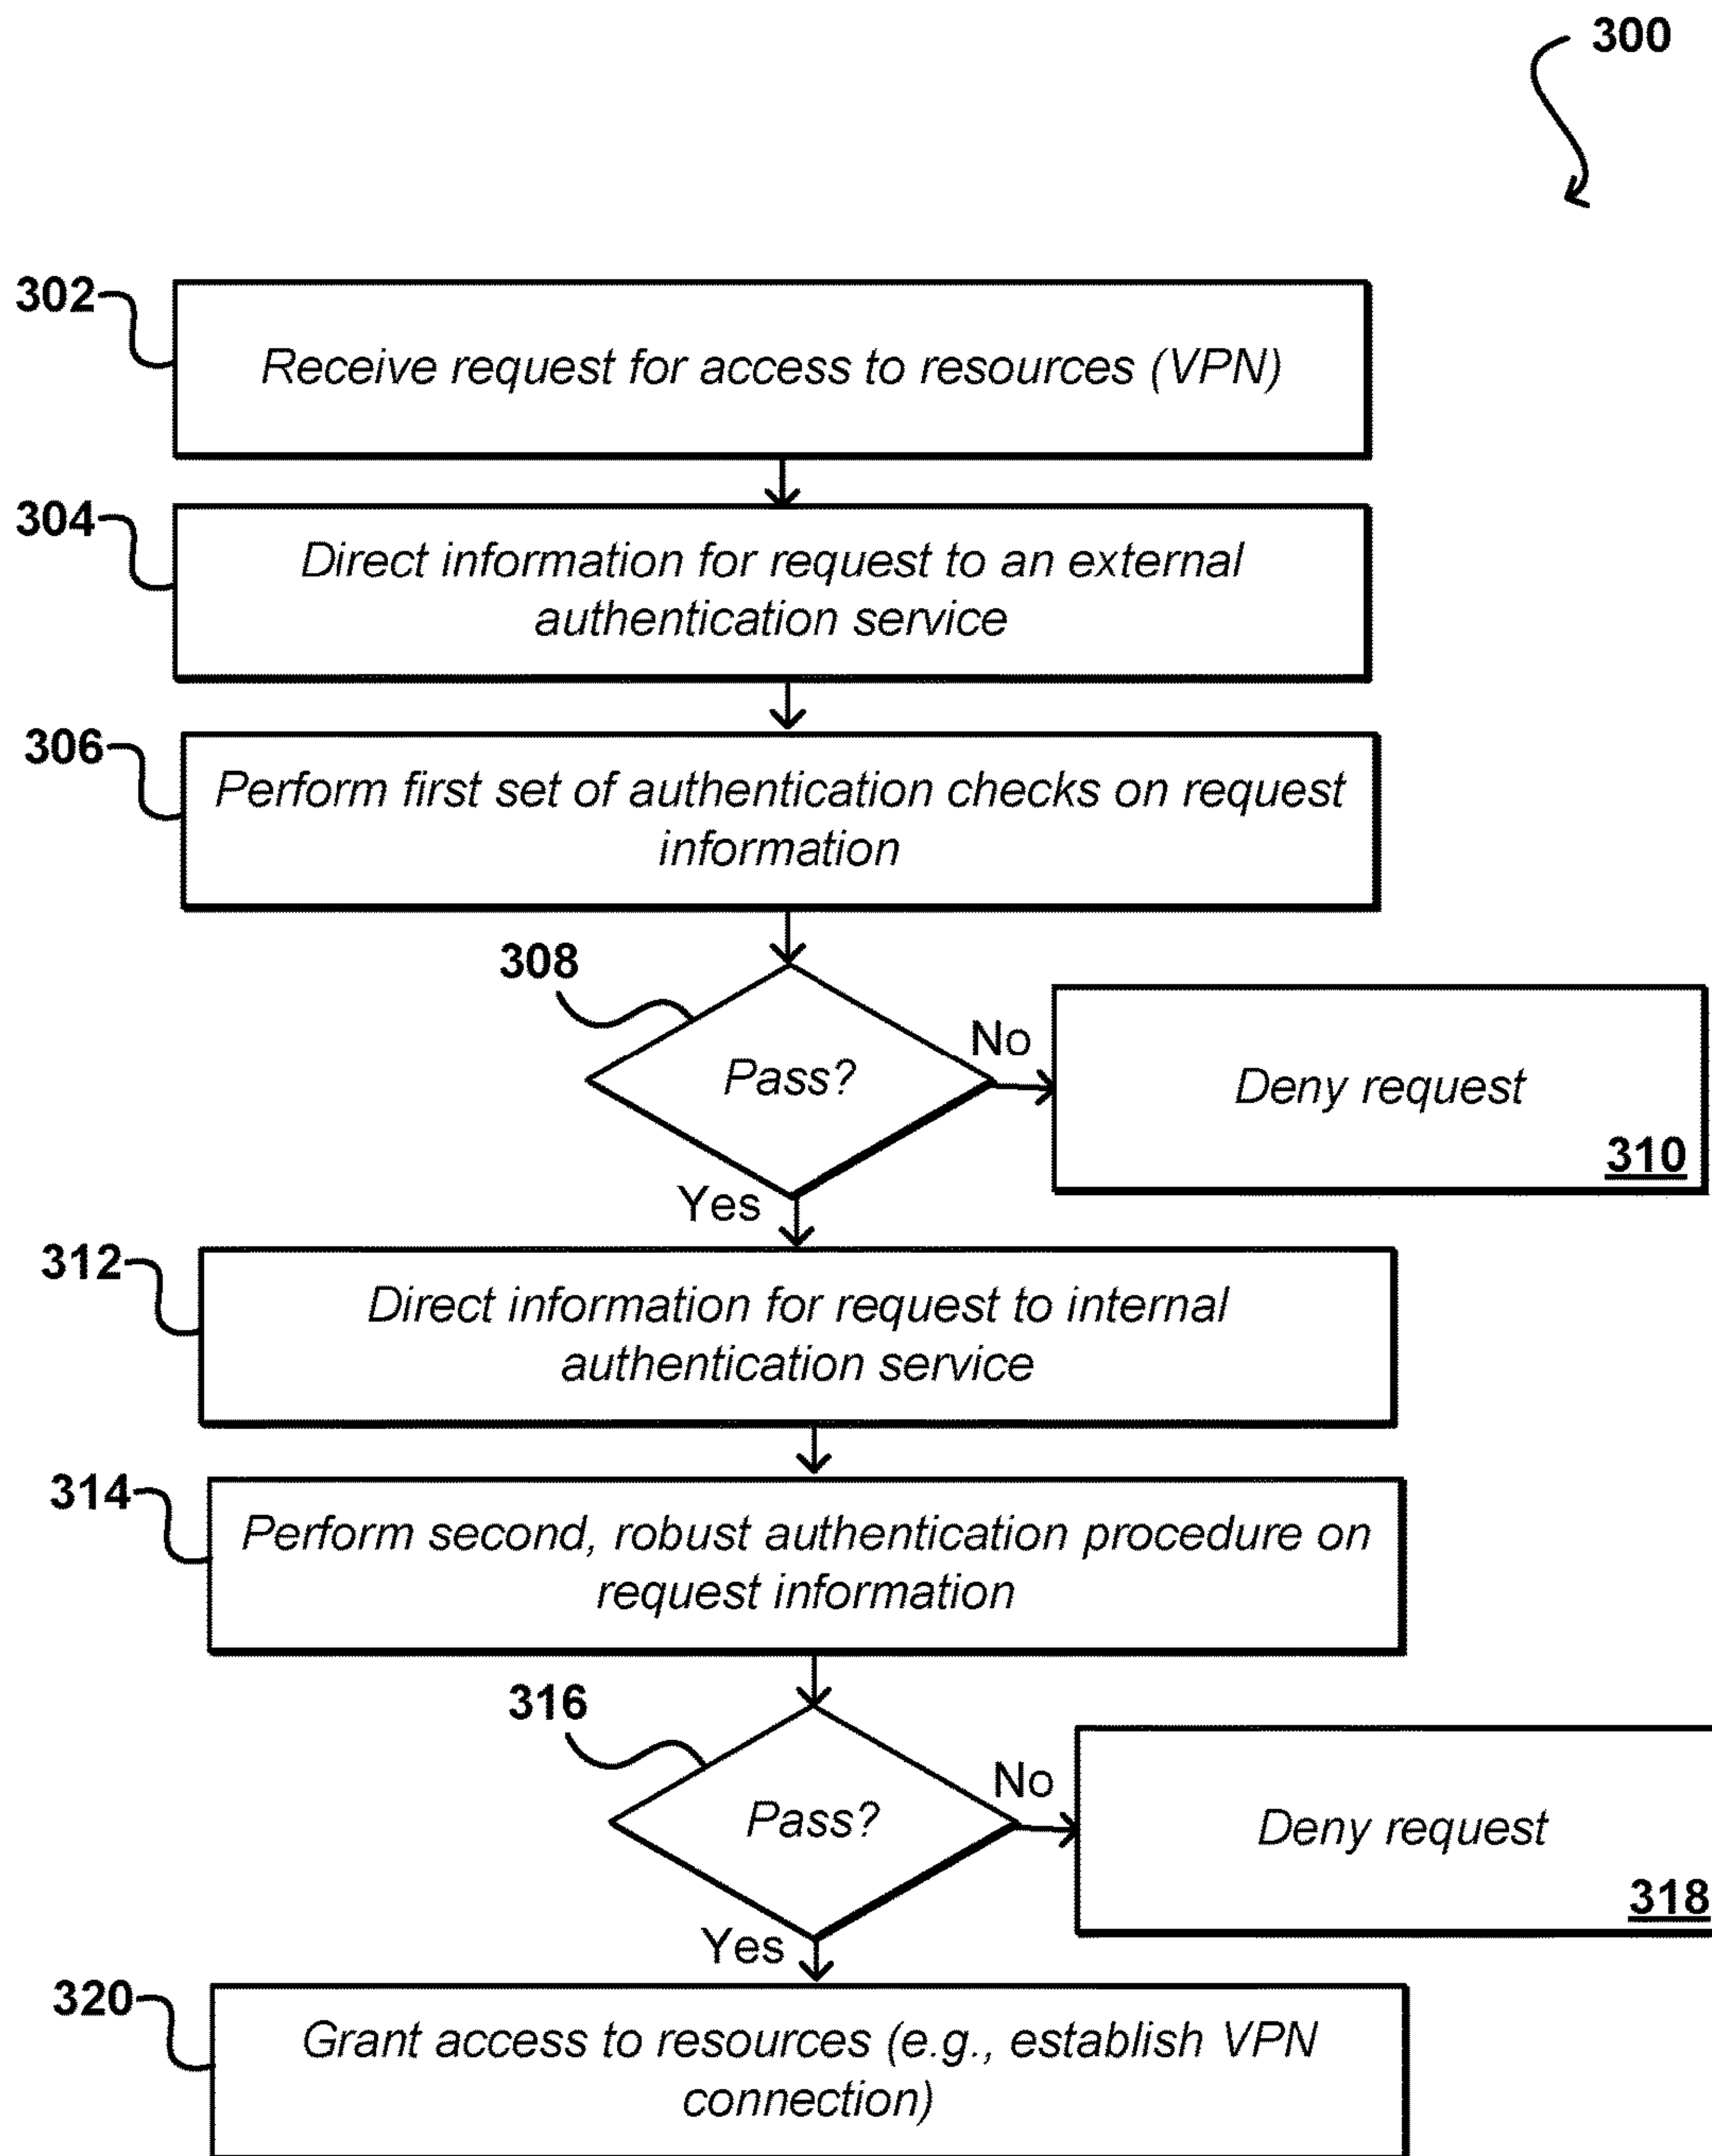 300
302
Receive request for access to resources (VPN)
304
Direct information for request to an external
authentication service
306
Perform first set of authentication checks on request
information
308
Pass?
No
Deny request
310
Yes
312
Direct information for request to internal
authentication service
314
Perform second, robust authentication procedure on
request information
316
Pass?
No
Deny request
318
Yes
320
Grant access to resources (e.g., establish VPN
connection)